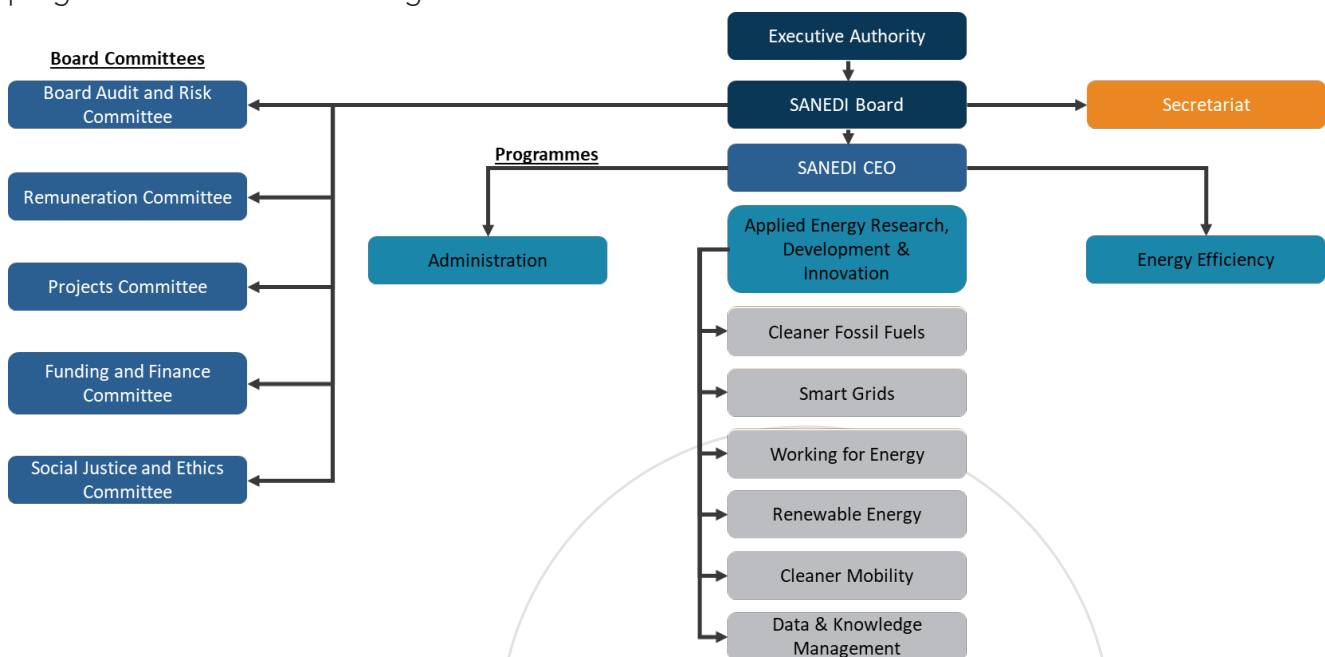 Executive Authority
Board Committees
Board Audit and Risk
Committee
SANEDI Board
Secretariat
Programmes
SANEDI CEO
Remuneration Committee
Applied Energy Research,
Development &
Innovation
Administration
Energy Efficiency
Projects Committee
Cleaner Fossil Fuels
Funding and Finance
Committee
Smart Grids
Working for Energy
Social Justice and Ethics
Committee
Renewable Energy
Cleaner Mobility
Data & Knowledge
Management